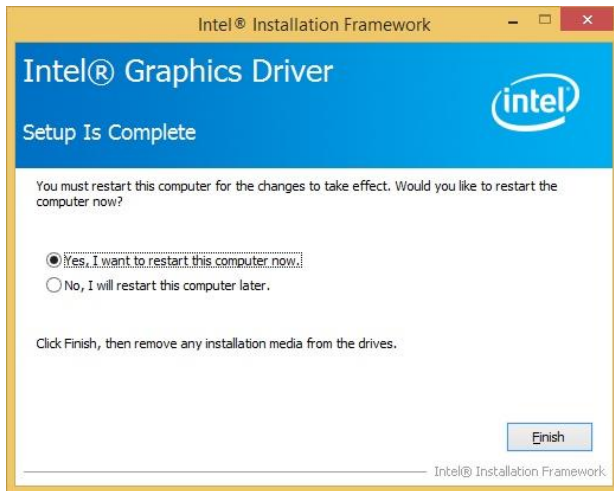 Intel® Installation Framework
Intel® Graphics Driver
intel
Setup Is Complete
You must restart this computer for the changes to take effect. Would you like to restart the
computer now?
Yes, I want to restart this computer now.
No, I will restart this computer later.
Click Finish, then remove any installation media from the drives.
Finish
Intel® Installation Framework